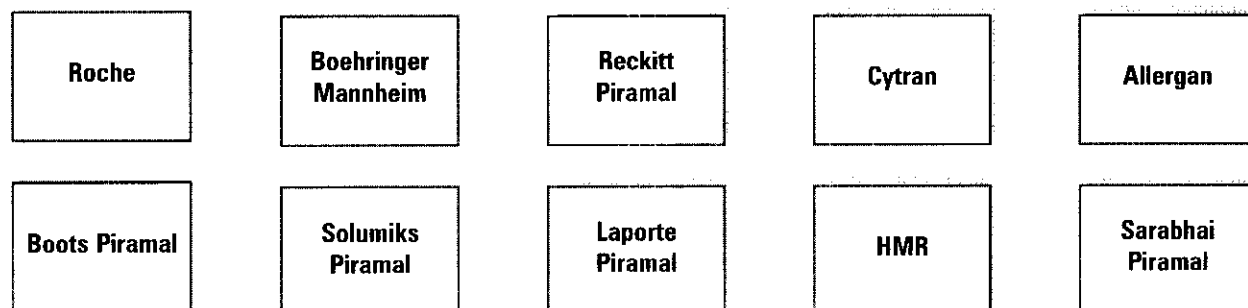 Roche
Boehringer
Mannheim
Reckitt
Piramal
Cytran
Allergan
Boots Piramal
Solumiks
Piramal
Laporte
Piramal
HMR
Sarabhai
Piramal